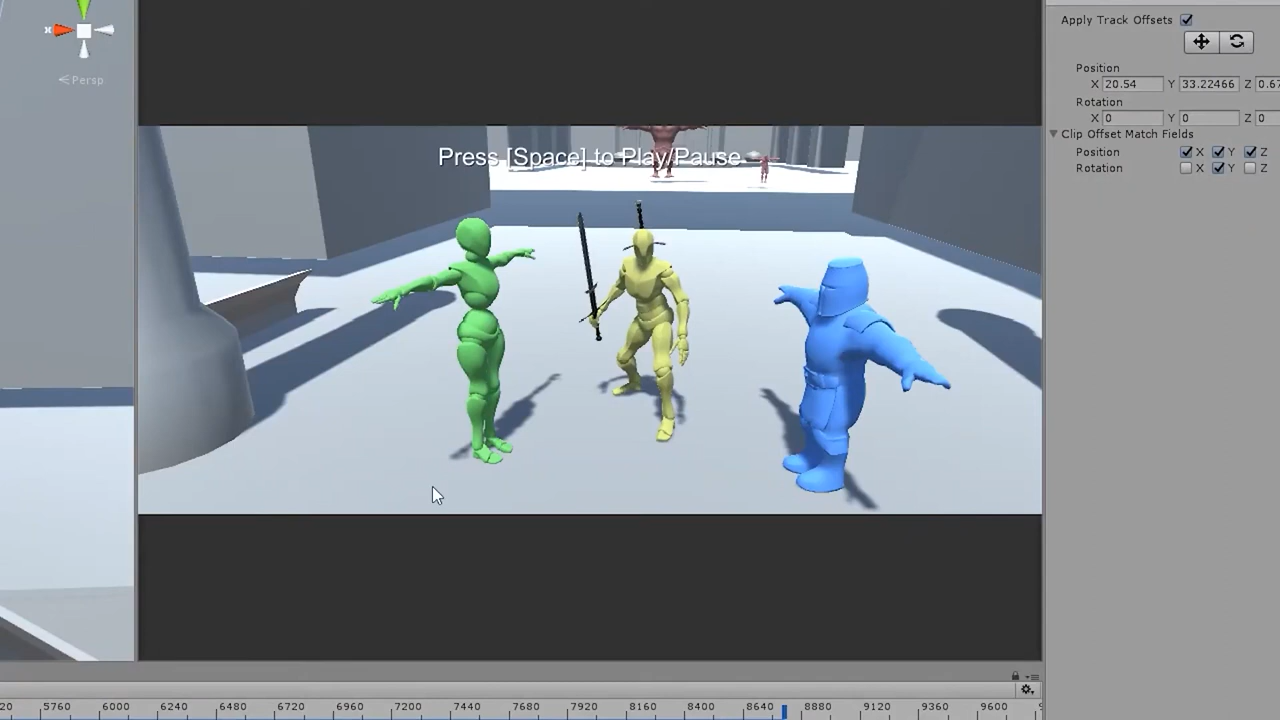 Apply Track Offsets
x
Persp
Position
X 20.54 Y 33.22466 Z 0.67
Rotation
X 0 Y 0 Z 0
Clip Offset Match Fields
Position X Y Z
Rotation X Y Z
Press [Space] to Play/Pause
20 5760 6000 6240 6480 6720 6960 7200 7440 7680 7920 8160 8400 8640 8880 9120 9360 9600